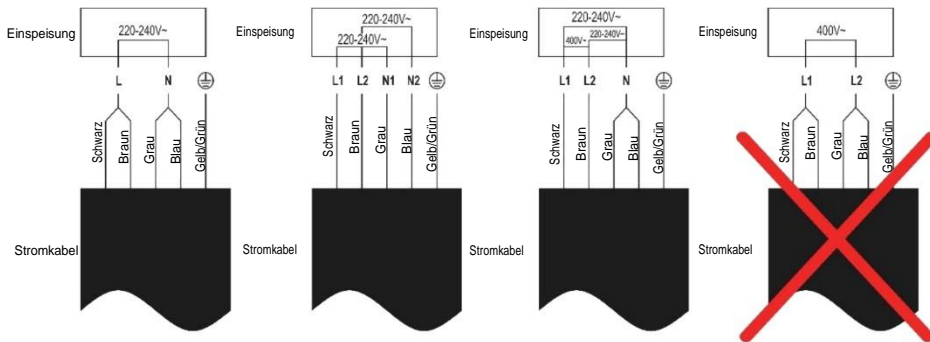 Einspeisung
220-240V~
L N
Schwarz
Braun
Grau
Blau
Gelb/Grün
Stromkabel
Einspeisung
220-240V~
220-240V~
L1 L2 N1 N2
Schwarz
Braun
Grau
Blau
Gelb/Grün
Stromkabel
Einspeisung
220-240V~
400V~ 220-240V~
L1 L2 N
Schwarz
Braun
Grau
Blau
Gelb/Grün
Stromkabel
Einspeisung
400V~
L1 L2
Schwarz
Braun
Grau
Blau
Gelb/Grün
Stromkabel